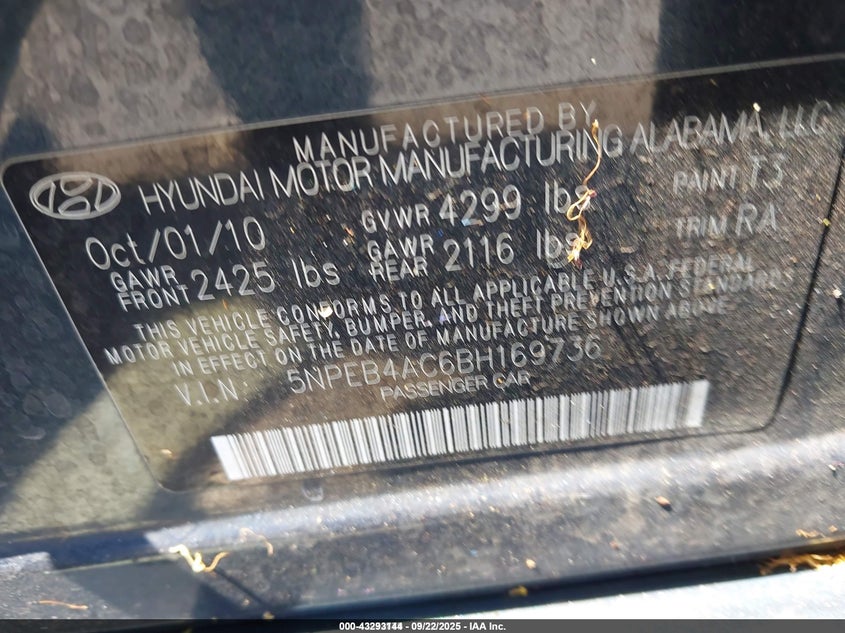 MANUFACTURED BY
HYUNDAI MOTOR MANUFACTURING ALABAMA, LLC
Oct/01/10 GVWR 4299 lbs PAINT T3
GAWR FRONT 2425 lbs GAWR REAR 2116 lbs TRIM RA
THIS VEHICLE CONFORMS TO ALL APPLICABLE U.S.A. FEDERAL
MOTOR VEHICLE SAFETY, BUMPER, AND THEFT PREVENTION STANDARDS
IN EFFECT ON THE DATE OF MANUFACTURE SHOWN ABOVE
V.I.N: 5NPEB4AC6BH169736
PASSENGER CAR
000-43293144 - 09/22/2025 - IAA Inc.